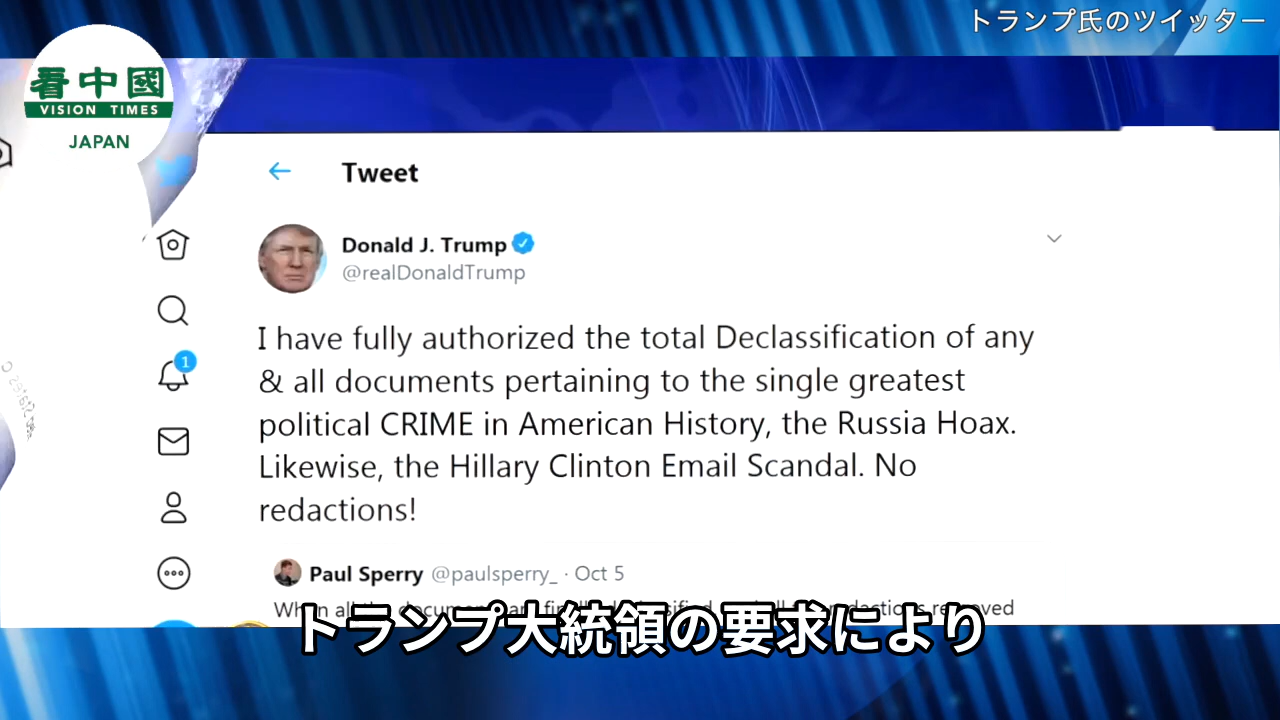 トランプ氏のツイッター
看中國
VISION TIMES
JAPAN
Tweet
Donald J. Trump
@realDonaldTrump
I have fully authorized the total Declassification of any
& all documents pertaining to the single greatest
political CRIME in American History, the Russia Hoax.
Likewise, the Hillary Clinton Email Scandal. No
redactions!
1
Paul Sperry @paulsperry_ · Oct 5
トランプ大統領の要求により